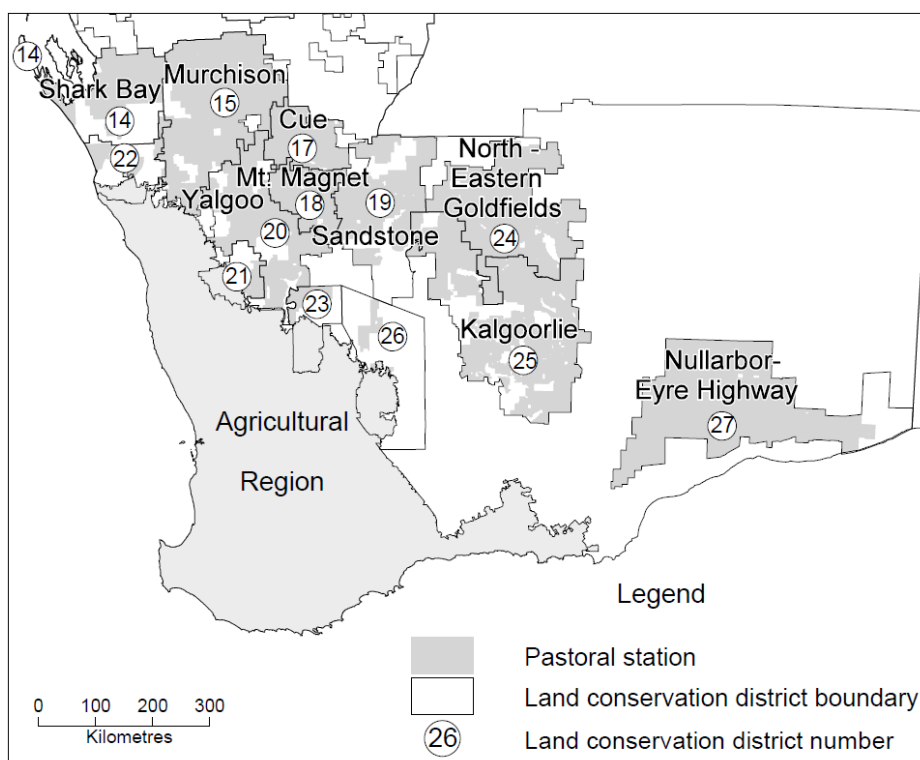 14
Shark Bay
14
Murchison
15
22
Cue
17
Mt. Magnet
18
Yalgoo
20
19
Sandstone
21
23
26
North -
Eastern
Goldfields
24
Kalgoorlie
25
Nullarbor-
Eyre Highway
27
Agricultural
Region
Legend
Pastoral station
Land conservation district boundary
26
Land conservation district number
0 100 200 300
Kilometres